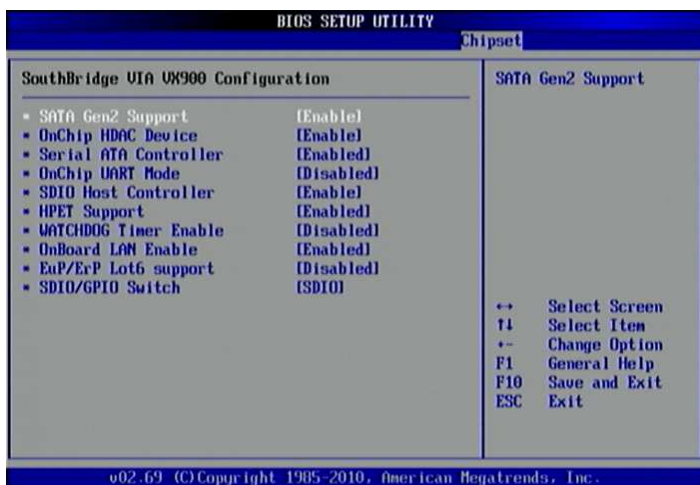 BIOS SETUP UTILITY
Chipset
SouthBridge VIA VX900 Configuration
* SATA Gen2 Support [Enable]
* OnChip HDAC Device [Enable]
* Serial ATA Controller [Enabled]
* OnChip UART Mode [Disabled]
* SDIO Host Controller [Enable]
* HPET Support [Enabled]
* WATCHDOG Timer Enable [Disabled]
* OnBoard LAN Enable [Enabled]
* EuP/ErP Lot6 support [Disabled]
* SDIO/GPIO Switch [SDIO]
SATA Gen2 Support
↔ Select Screen
↑↓ Select Item
+- Change Option
F1 General Help
F10 Save and Exit
ESC Exit
v02.69 (C)Copyright 1985-2010, American Megatrends, Inc.